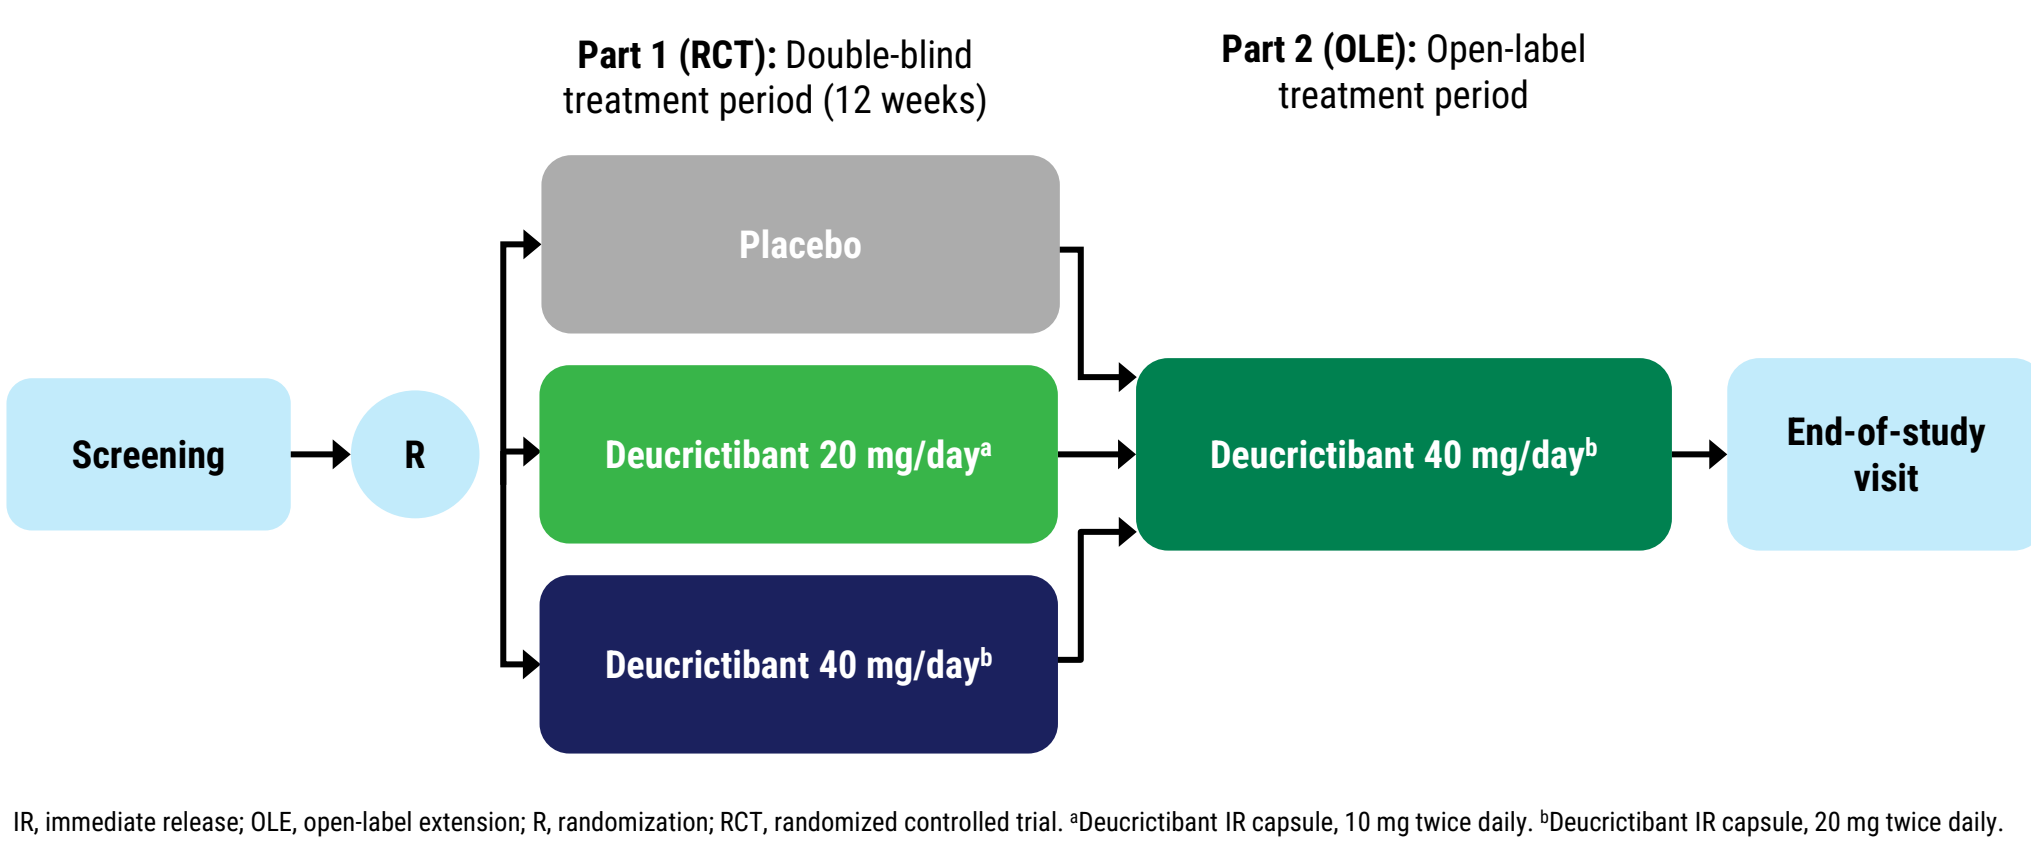 Part 1 (RCT): Double-blind
treatment period (12 weeks)
Part 2 (OLE): Open-label
treatment period
Placebo
Screening
R
Deucrictibant 20 mg/dayᵃ
Deucrictibant 40 mg/dayᵇ
End-of-study
visit
Deucrictibant 40 mg/dayᵇ
IR, immediate release; OLE, open-label extension; R, randomization; RCT, randomized controlled trial. ᵃDeucrictibant IR capsule, 10 mg twice daily. ᵇDeucrictibant IR capsule, 20 mg twice daily.